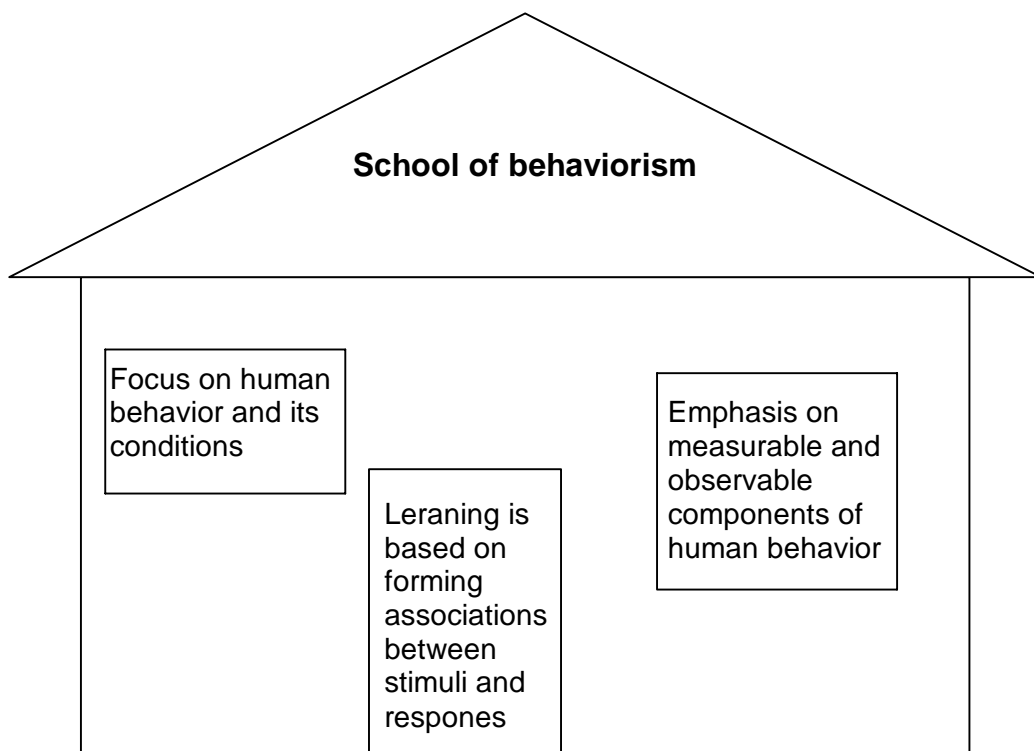 School of behaviorism
Focus on human
behavior and its
conditions
Leraning is
based on
forming
associations
between
stimuli and
respones
Emphasis on
measurable and
observable
components of
human behavior